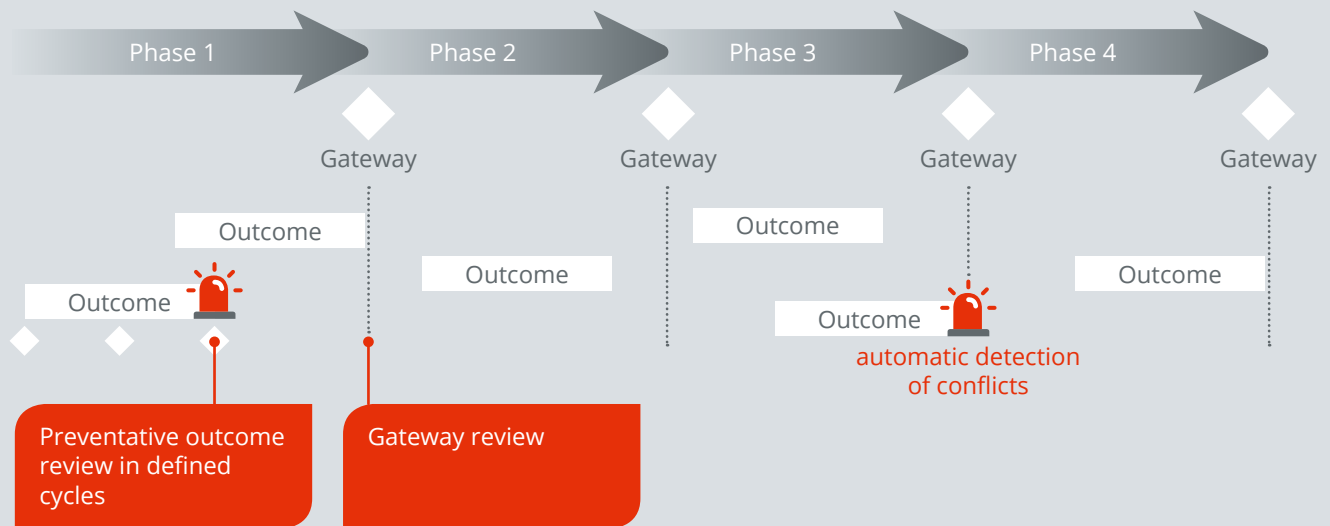 Phase 1
Phase 2
Phase 3
Phase 4
Gateway
Gateway
Gateway
Gateway
Outcome
Outcome
Outcome
Outcome
Outcome
Outcome
automatic detection
of conflicts
Preventative outcome
review in defined
cycles
Gateway review